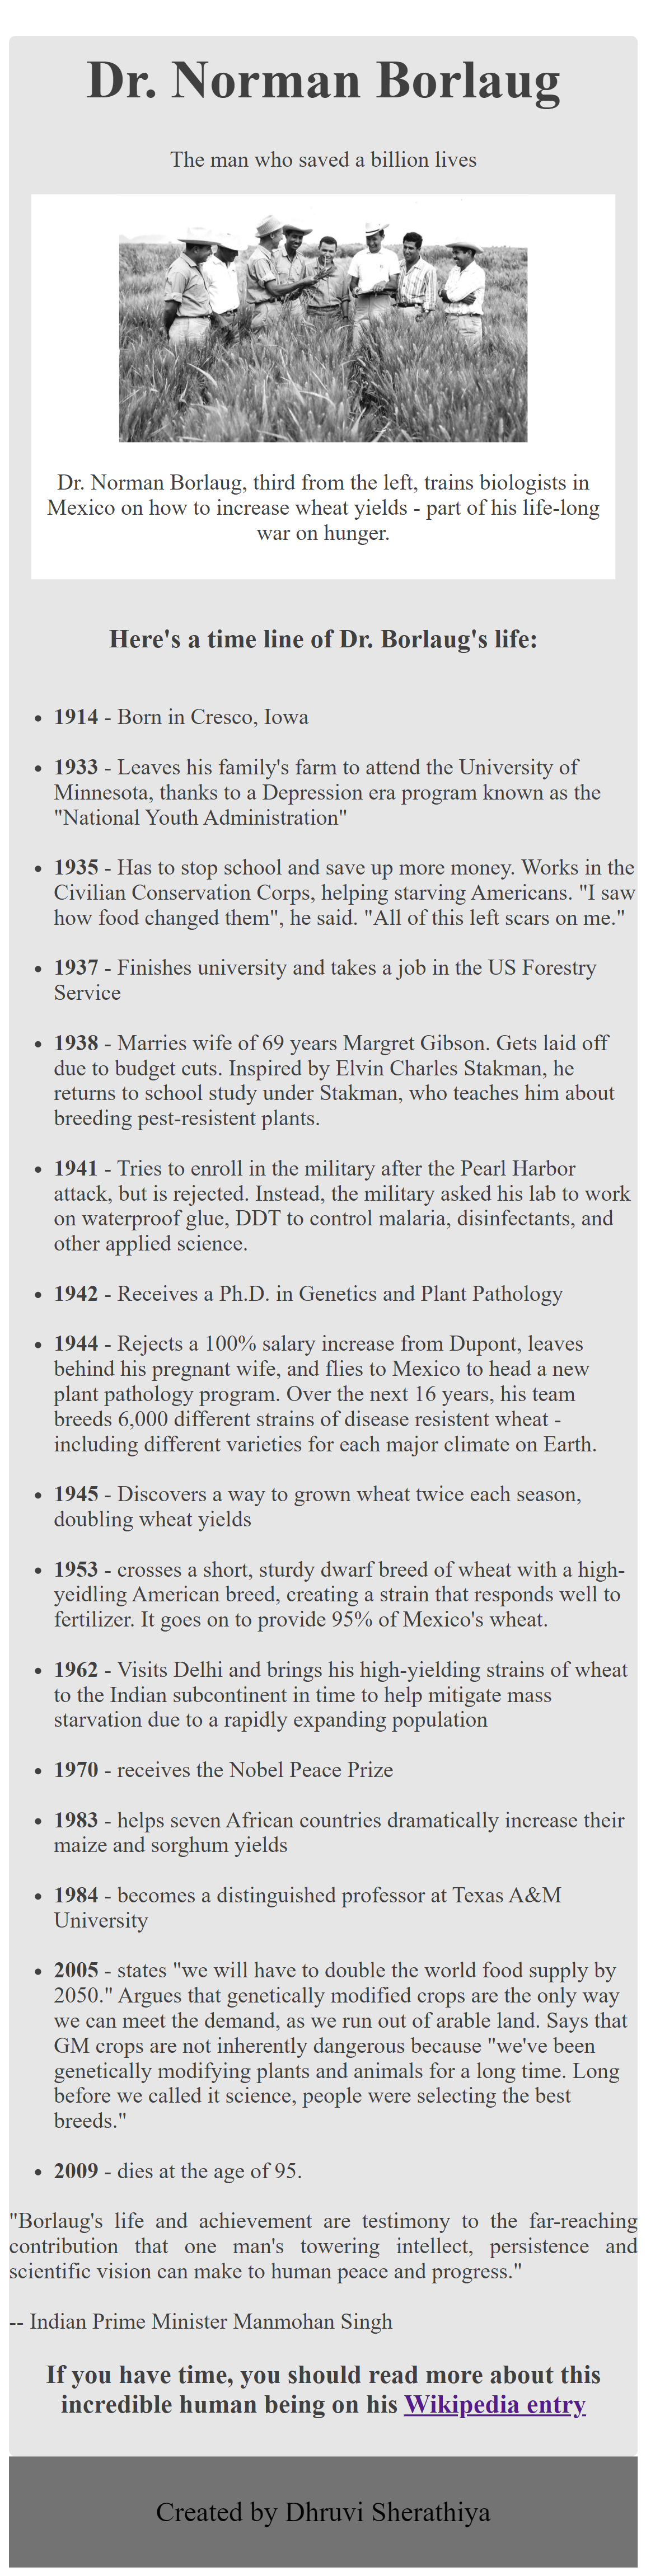 Dr. Norman Borlaug
The man who saved a billion lives
Dr. Norman Borlaug, third from the left, trains biologists in
Mexico on how to increase wheat yields - part of his life-long
war on hunger.
Here's a time line of Dr. Borlaug's life:
• 1914 - Born in Cresco, Iowa
• 1933 - Leaves his family's farm to attend the University of
Minnesota, thanks to a Depression era program known as the
"National Youth Administration"
• 1935 - Has to stop school and save up more money. Works in the
Civilian Conservation Corps, helping starving Americans. "I saw
how food changed them", he said. "All of this left scars on me."
• 1937 - Finishes university and takes a job in the US Forestry
Service
• 1938 - Marries wife of 69 years Margret Gibson. Gets laid off
due to budget cuts. Inspired by Elvin Charles Stakman, he
returns to school study under Stakman, who teaches him about
breeding pest-resistent plants.
• 1941 - Tries to enroll in the military after the Pearl Harbor
attack, but is rejected. Instead, the military asked his lab to work
on waterproof glue, DDT to control malaria, disinfectants, and
other applied science.
• 1942 - Receives a Ph.D. in Genetics and Plant Pathology
• 1944 - Rejects a 100% salary increase from Dupont, leaves
behind his pregnant wife, and flies to Mexico to head a new
plant pathology program. Over the next 16 years, his team
breeds 6,000 different strains of disease resistent wheat -
including different varieties for each major climate on Earth.
• 1945 - Discovers a way to grown wheat twice each season,
doubling wheat yields
• 1953 - crosses a short, sturdy dwarf breed of wheat with a high-
yeidling American breed, creating a strain that responds well to
fertilizer. It goes on to provide 95% of Mexico's wheat.
• 1962 - Visits Delhi and brings his high-yielding strains of wheat
to the Indian subcontinent in time to help mitigate mass
starvation due to a rapidly expanding population
• 1970 - receives the Nobel Peace Prize
• 1983 - helps seven African countries dramatically increase their
maize and sorghum yields
• 1984 - becomes a distinguished professor at Texas A&M
University
• 2005 - states "we will have to double the world food supply by
2050." Argues that genetically modified crops are the only way
we can meet the demand, as we run out of arable land. Says that
GM crops are not inherently dangerous because "we've been
genetically modifying plants and animals for a long time. Long
before we called it science, people were selecting the best
breeds."
• 2009 - dies at the age of 95.
"Borlaug's life and achievement are testimony to the far-reaching
contribution that one man's towering intellect, persistence and
scientific vision can make to human peace and progress."
-- Indian Prime Minister Manmohan Singh
If you have time, you should read more about this
incredible human being on his Wikipedia entry
Created by Dhruvi Sherathiya